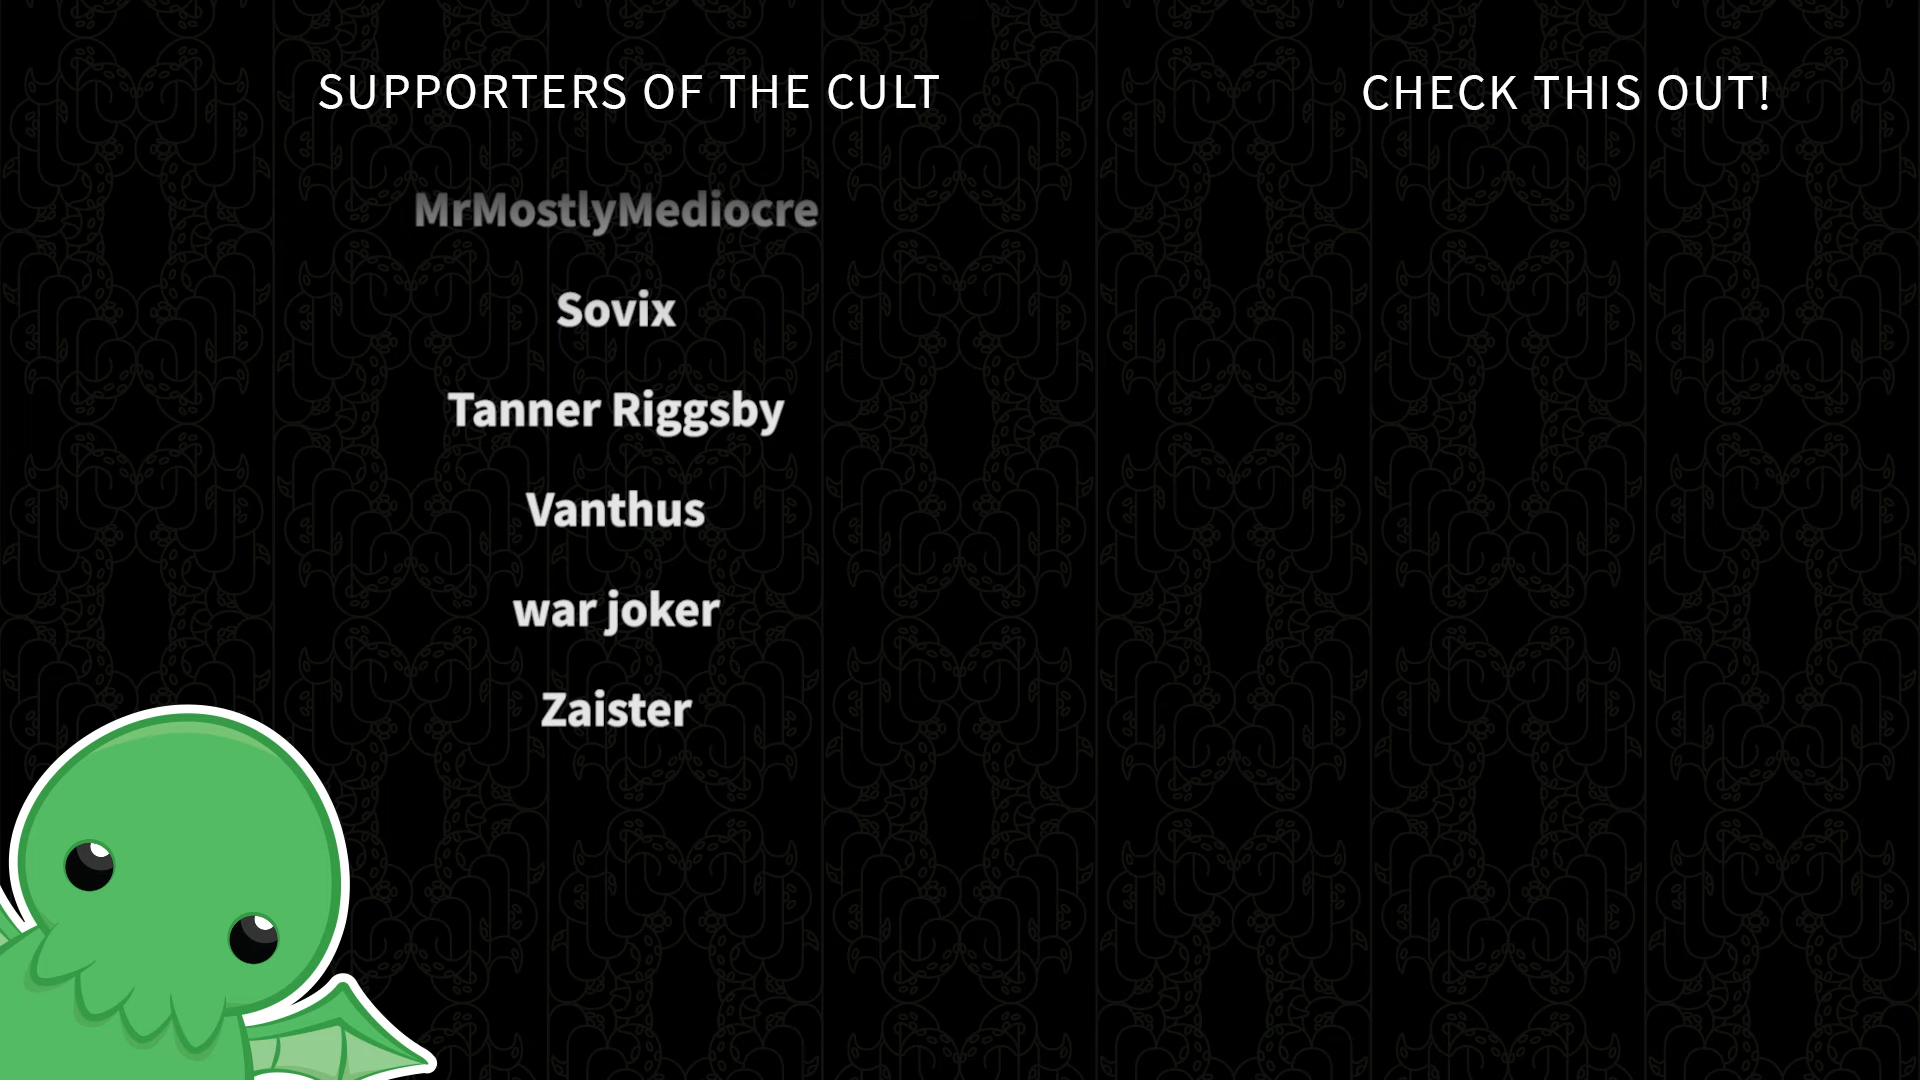 SUPPORTERS OF THE CULT
CHECK THIS OUT!
MrMostlyMediocre
Sovix
Tanner Riggsby
Vanthus
war joker
Zaister